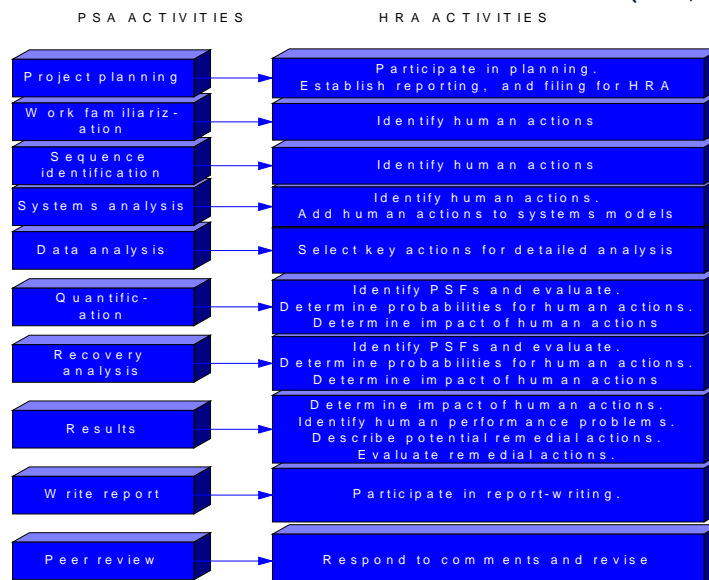 PSA ACTIVITIES
HRA ACTIVITIES
Project planning
Participate in planning.
Establish reporting, and filing for HRA
Work familiariz-
ation
Identify human actions
Sequence
identification
Identify human actions
Systems analysis
Identify human actions.
Add human actions to systems models
Data analysis
Select key actions for detailed analysis
Quantific-
ation
Identify PSFs and evaluate.
Determine probabilities for human actions.
Determine impact of human actions
Recovery
analysis
Identify PSFs and evaluate.
Determine probabilities for human actions.
Determine impact of human actions
Results
Determine impact of human actions.
Identify human performance problems.
Describe potential remedial actions.
Evaluate remedial actions.
Write report
Participate in report-writing.
Peer review
Respond to comments and revise